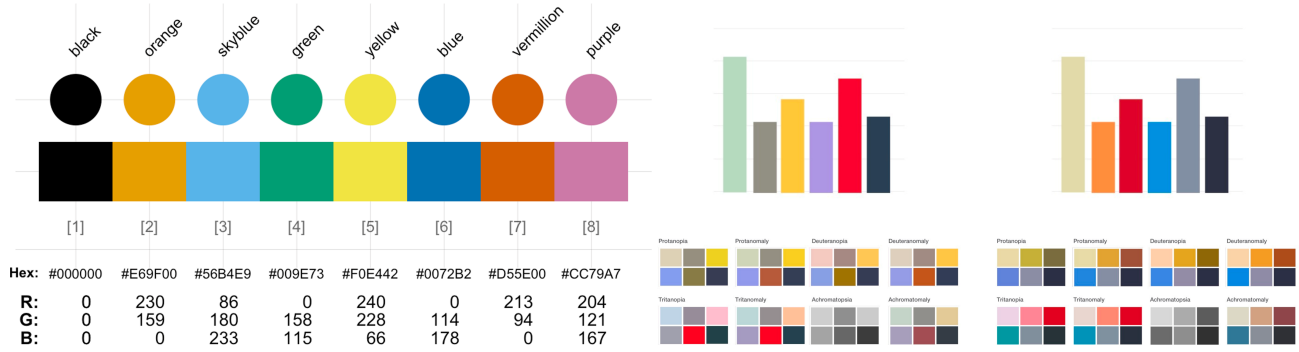 black orange skyblue green yellow blue vermillion purple
[1] [2] [3] [4] [5] [6] [7] [8]
Hex: #000000 #E69F00 #56B4E9 #009E73 #F0E442 #0072B2 #D55E00 #CC79A7
R: 0 230 86 0 240 0 213 204
G: 0 159 180 158 228 114 94 121
B: 0 0 233 115 66 178 0 167
Protanopia Protanomaly Deuteranopia Deuteranomaly
Tritanopia Tritanomaly Achromatopsia Achromatomaly
Protanopia Protanomaly Deuteranopia Deuteranomaly
Tritanopia Tritanomaly Achromatopsia Achromatomaly